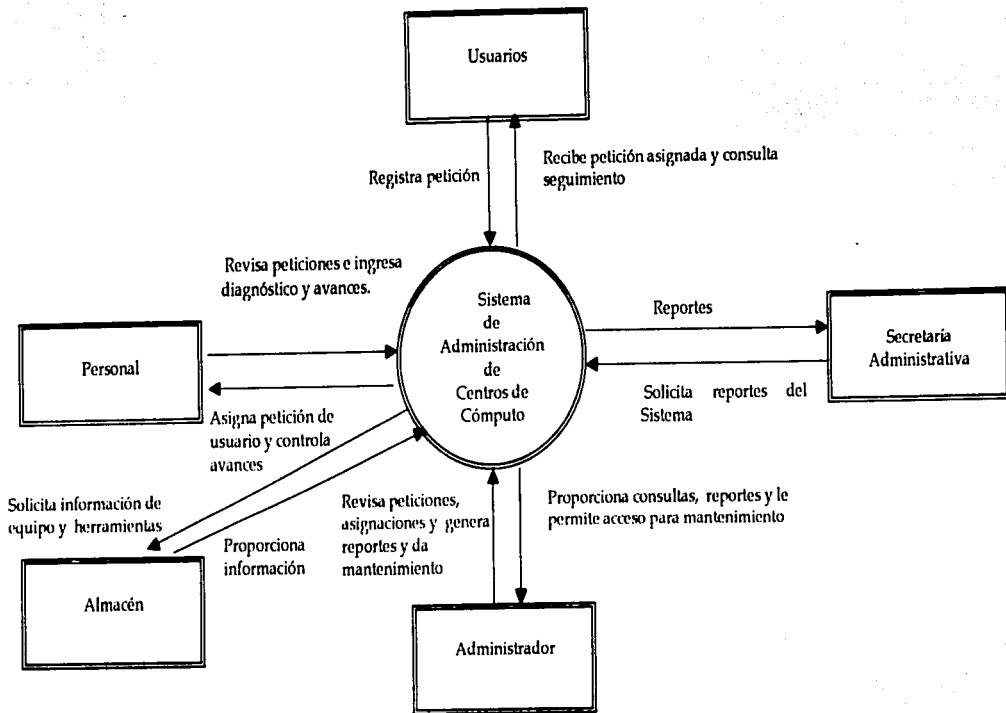 Usuarios
Registra petición
Recibe petición asignada y consulta
seguimiento
Revisa peticiones e ingresa
diagnóstico y avances.
Sistema
de
Administración
de
Centros de
Cómputo
Reportes
Secretaría
Administrativa
Personal
Solicita reportes del
Sistema
Asigna petición de
usuario y controla
avances
Solicita información de
equipo y herramientas
Proporciona
información
Revisa peticiones,
asignaciones y genera
reportes y da
mantenimiento
Proporciona consultas, reportes y le
permite acceso para mantenimiento
Almacén
Administrador